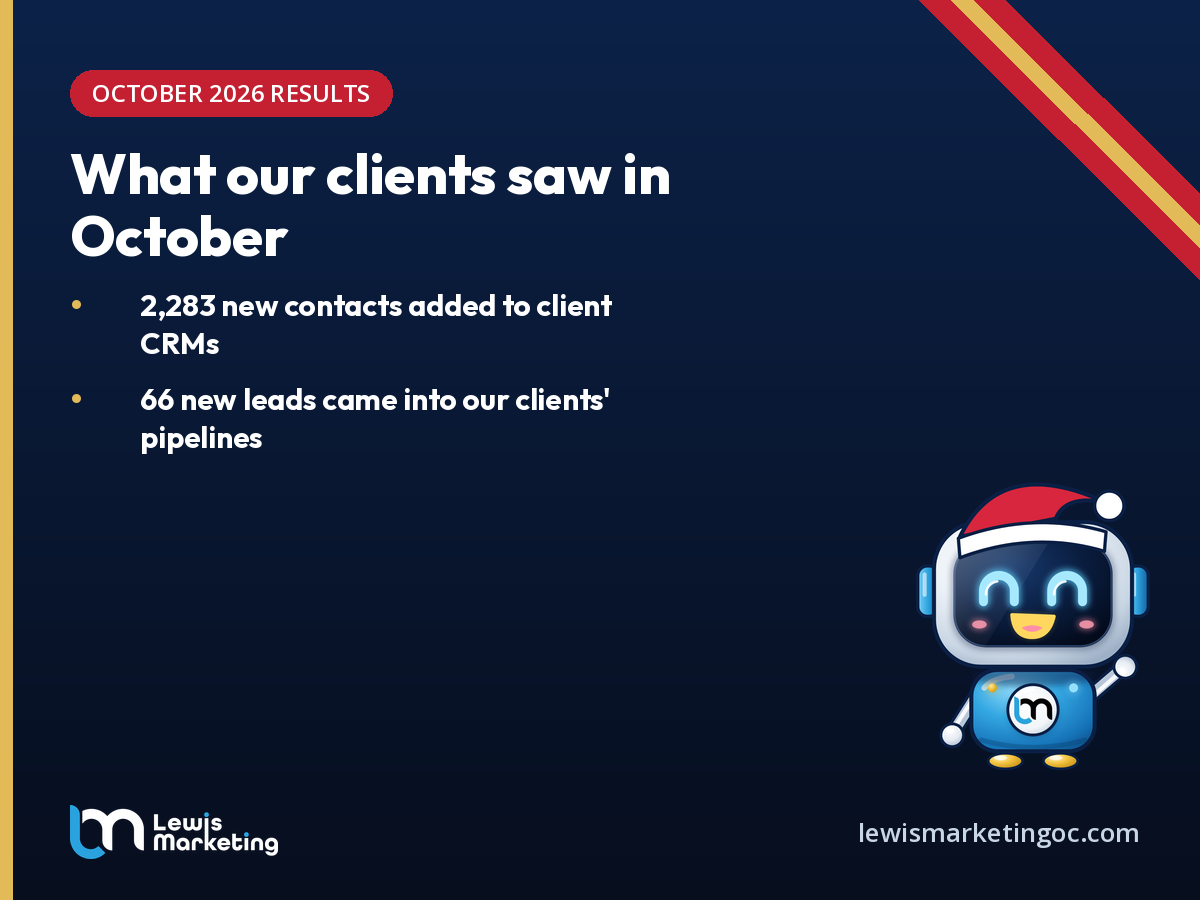 OCTOBER 2026 RESULTS
What our clients saw in
October
• 2,283 new contacts added to client
CRMs
• 66 new leads came into our clients'
pipelines
bm
Lewis
Marketing
lewismarketingoc.com